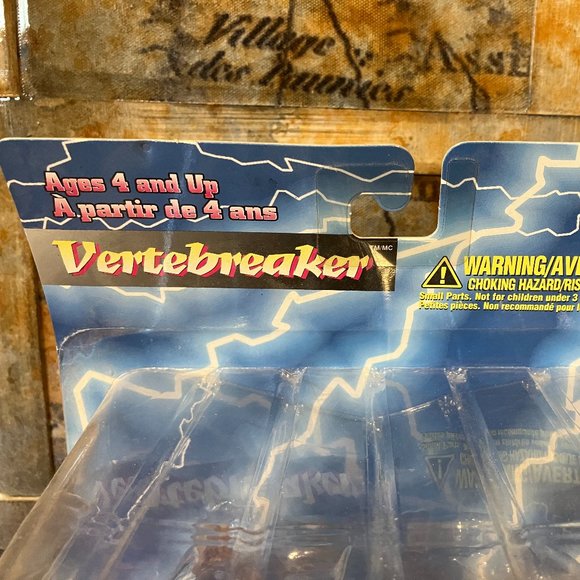 Village
des
Ages 4 and Up
À partir de 4 ans
Vertebreaker TM/MC
WARNING/AVE
CHOKING HAZARD/RIS
Small Parts. Not for children under 3
Petites pièces. Non recommandé pour